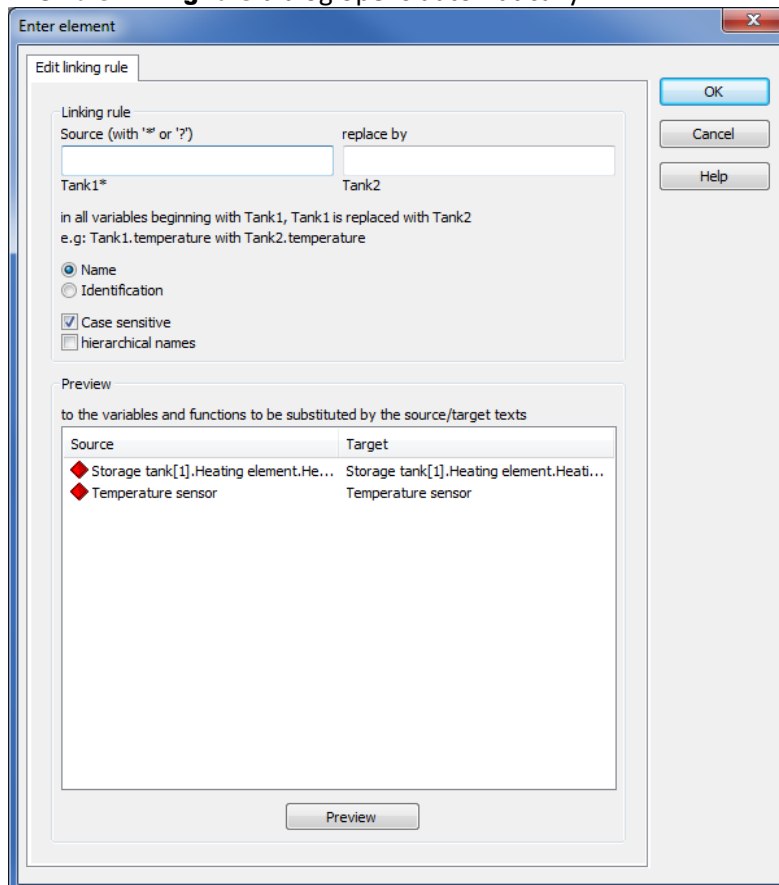 Enter element
Edit linking rule
OK
Cancel
Help
Linking rule
Source (with '*' or '?') replace by
Tank1* Tank2
in all variables beginning with Tank1, Tank1 is replaced with Tank2
e.g: Tank1.temperature with Tank2.temperature
Name
Identification
Case sensitive
hierarchical names
Preview
to the variables and functions to be substituted by the source/target texts
Source Target
Storage tank[1].Heating element.He... Storage tank[1].Heating element.Heati...
Temperature sensor Temperature sensor
Preview